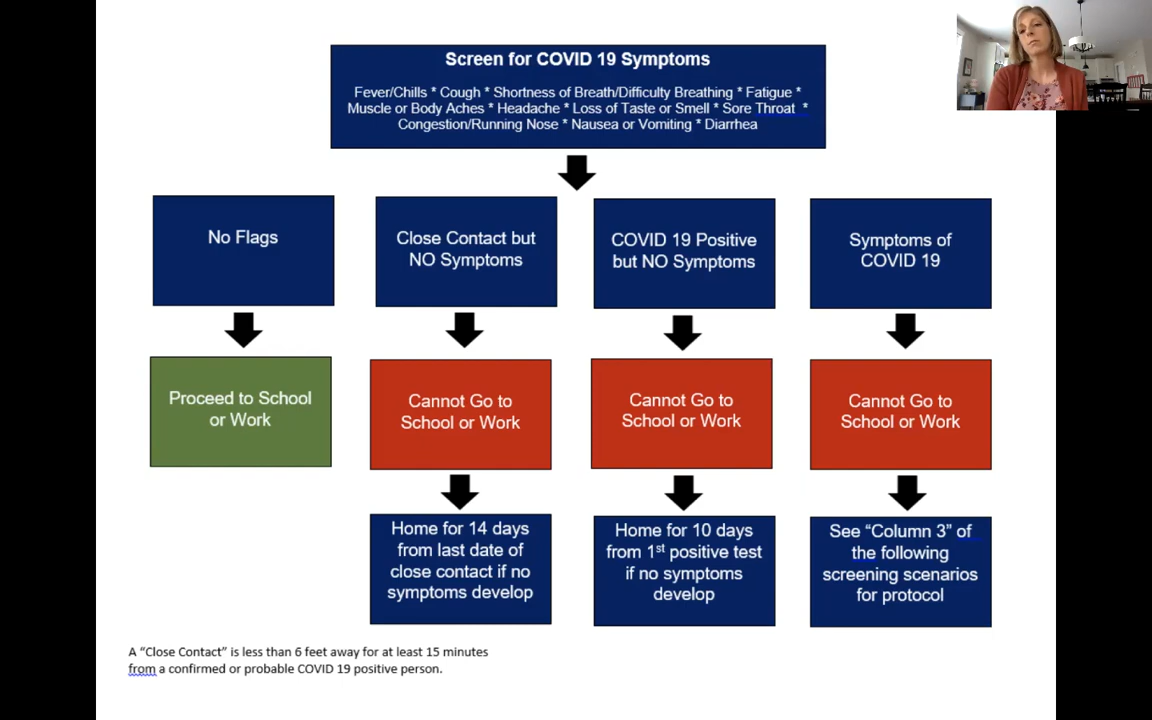 Screen for COVID 19 Symptoms
Fever/Chills * Cough * Shortness of Breath/Difficulty Breathing * Fatigue *
Muscle or Body Aches * Headache * Loss of Taste or Smell * Sore Throat *
Congestion/Running Nose * Nausea or Vomiting * Diarrhea
No Flags
Close Contact but
NO Symptoms
COVID 19 Positive
but NO Symptoms
Symptoms of
COVID 19
Proceed to School
or Work
Cannot Go to
School or Work
Cannot Go to
School or Work
Cannot Go to
School or Work
Home for 14 days
from last date of
close contact if no
symptoms develop
Home for 10 days
from 1st positive test
if no symptoms
develop
See “Column 3” of
the following
screening scenarios
for protocol
A “Close Contact” is less than 6 feet away for at least 15 minutes
from a confirmed or probable COVID 19 positive person.